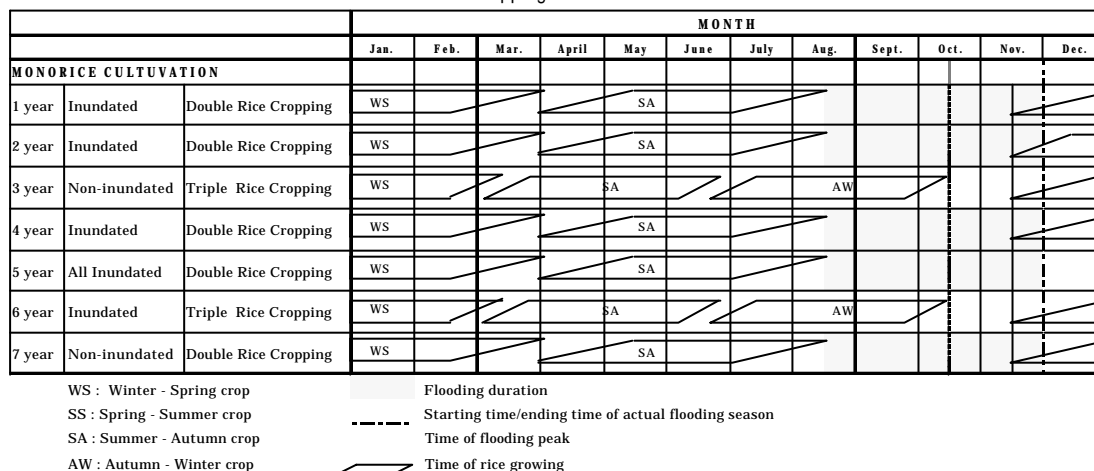 MONTH
Jan. Feb. Mar. April May June July Aug. Sept. Oct. Nov. Dec.
MONORICE CULTUVATION
1 year Inundated Double Rice Cropping WS SA
2 year Inundated Double Rice Cropping WS SA
3 year Non-inundated Triple Rice Cropping WS SA AW
4 year Inundated Double Rice Cropping WS SA
5 year All Inundated Double Rice Cropping WS SA
6 year Inundated Triple Rice Cropping WS SA AW
7 year Non-inundated Double Rice Cropping WS SA
WS : Winter - Spring crop Flooding duration
SS : Spring - Summer crop Starting time/ending time of actual flooding season
SA : Summer - Autumn crop Time of flooding peak
AW : Autumn - Winter crop Time of rice growing